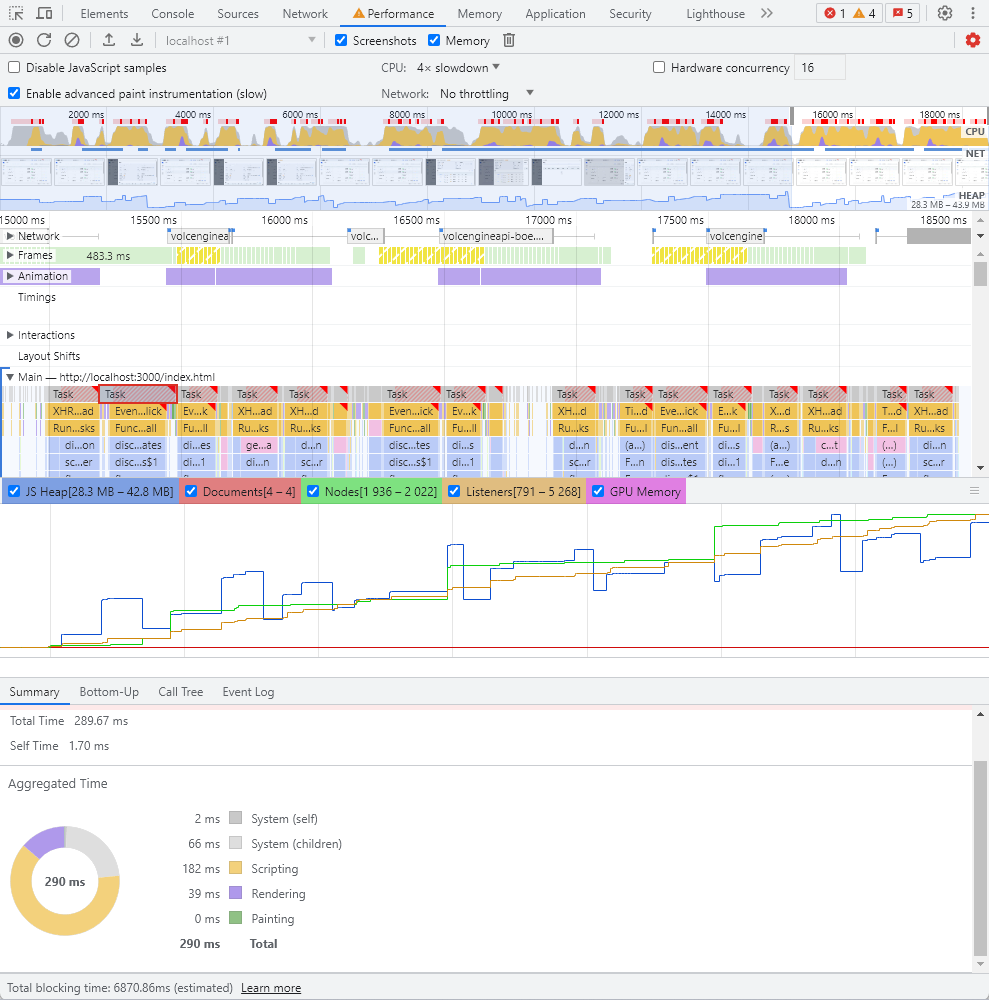 Elements Console Sources Network Performance Memory Application Security Lighthouse 1 4 5
localhost #1 Screenshots Memory
Disable JavaScript samples CPU: 4× slowdown Hardware concurrency 16
Enable advanced paint instrumentation (slow) Network: No throttling
2000 ms 4000 ms 6000 ms 8000 ms 10000 ms 12000 ms 14000 ms 16000 ms 18000 ms
CPU
NET
HEAP
28.3 MB – 43.9 MB
15000 ms 15500 ms 16000 ms 16500 ms 17000 ms 17500 ms 18000 ms 18500 ms
Network volcenginea volc... volcengineapi-boe.... volcengine
Frames 483.3 ms
Animation
Timings
Interactions
Layout Shifts
Main — http://localhost:3000/index.html
Task Task Task Task Task Task Task Task Task Task Task Task Task Task Task
XHR...ad Even...lick Ev...k XH...ad XH...d Even...ick Ev...k XH...d Ti...d Eve...ick E...k X...d XH...ad T...d XH...ad
Run...sks Func...all Fu...ll Ru...ks Ru...ks Func...all Fu...ll Ru...ks Fu...l Func...all Fu...ll R...s Ru...ks F...l Ru...ks
di...on disc...ates di...es ge...a d...n disc...tes di...s d...n (a...) dis...ent di...s (a...) c...t (...) di...n
sc...er disc...s$1 di...1 di...n sc...r disc...s$1 di...1 sc...r F...n dis...tes di...1 F...e d...n (...) sc...r
JS Heap[28.3 MB – 42.8 MB] Documents[4 – 4] Nodes[1 936 – 2 022] Listeners[791 – 5 268] GPU Memory
Summary Bottom-Up Call Tree Event Log
Total Time 289.67 ms
Self Time 1.70 ms
Aggregated Time
2 ms System (self)
66 ms System (children)
182 ms Scripting
290 ms
39 ms Rendering
0 ms Painting
290 ms Total
Total blocking time: 6870.86ms (estimated) Learn more